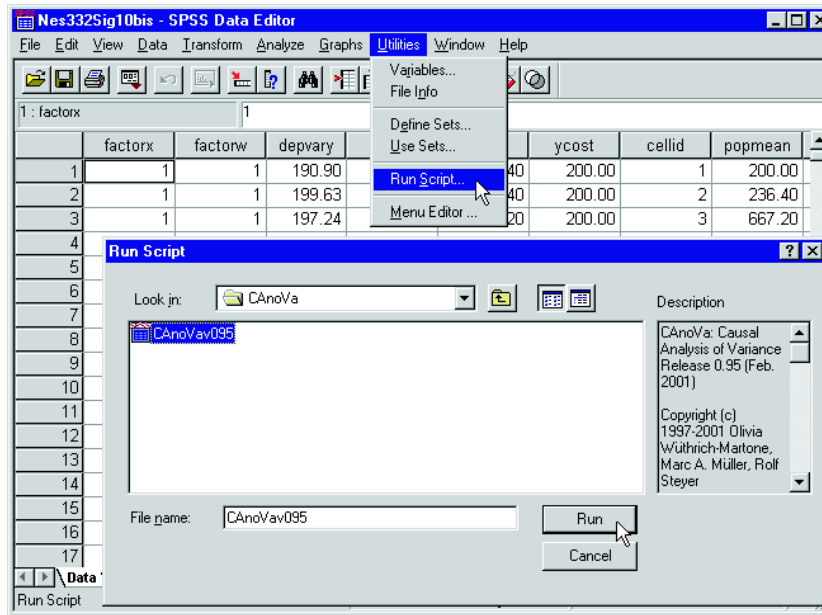 Nes332Sig10bis - SPSS Data Editor
File Edit View Data Transform Analyze Graphs Utilities Window Help
Variables...
File Info
Define Sets...
Use Sets...
Run Script...
Menu Editor ...
1 : factorx 1
factorx factorw depvary ycost cellid popmean
1 1 1 190.90 40 200.00 1 200.00
2 1 1 199.63 40 200.00 2 236.40
3 1 1 197.24 20 200.00 3 667.20
4
5
6
7
8
9
10
11
12
13
14
15
16
17
Run Script
Look in: CAnoVa
CAnoVav095
Description
CAnoVa: Causal
Analysis of Variance
Release 0.95 (Feb.
2001)
Copyright (c)
1997-2001 Olivia
Wüthrich-Martone,
Marc A. Müller, Rolf
Steyer
File name: CAnoVav095
Run
Cancel
Data
Run Script